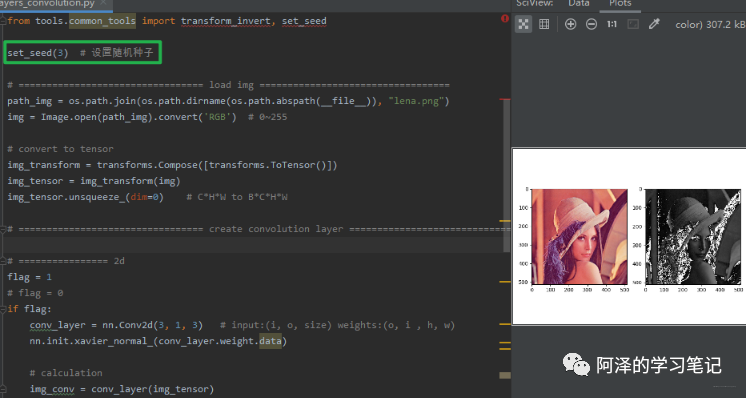 ayers_convolution.py
SciView: Data Plots
from tools.common_tools import transform_invert, set_seed
1:1 color) 307.2 kB
set_seed(3)  # 设置随机种子
# ================================= load img ==================================
path_img = os.path.join(os.path.dirname(os.path.abspath(__file__)), "lena.png")
img = Image.open(path_img).convert('RGB')  # 0~255
# convert to tensor
img_transform = transforms.Compose([transforms.ToTensor()])
img_tensor = img_transform(img)
img_tensor.unsqueeze_(dim=0)    # C*H*W to B*C*H*W
# ================================= create convolution layer ==================================
# ================ 2d
flag = 1
# flag = 0
if flag:
conv_layer = nn.Conv2d(3, 1, 3)   # input:(i, o, size) weights:(o, i , h, w)
nn.init.xavier_normal_(conv_layer.weight.data)
# calculation
img_conv = conv_layer(img_tensor)
0
100
200
300
400
500
0 100 200 300 400 500
0
100
200
300
400
500
0 100 200 300 400 500
阿泽的学习笔记